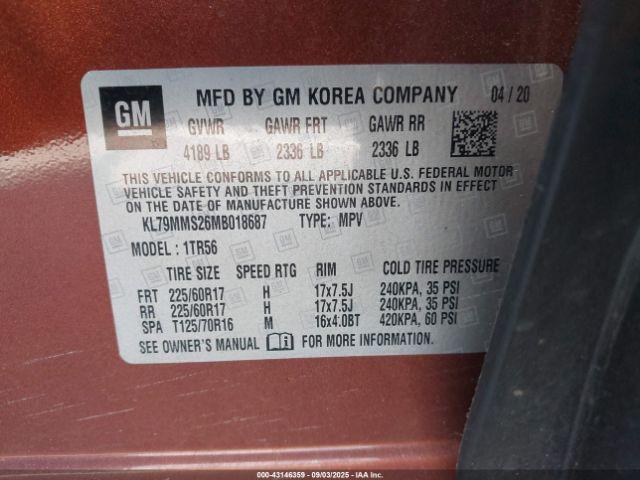 GM
MFD BY GM KOREA COMPANY 04 / 20
GVWR GAWR FRT GAWR RR
4189 LB 2336 LB 2336 LB
THIS VEHICLE CONFORMS TO ALL APPLICABLE U.S. FEDERAL MOTOR
VEHICLE SAFETY AND THEFT PREVENTION STANDARDS IN EFFECT
ON THE DATE OF MANUFACTURE SHOWN ABOVE.
KL79MMS26MB018687 TYPE: MPV
MODEL : 1TR56
TIRE SIZE SPEED RTG RIM COLD TIRE PRESSURE
FRT 225/60R17 H 17x7.5J 240KPA, 35 PSI
RR 225/60R17 H 17x7.5J 240KPA, 35 PSI
SPA T125/70R16 M 16x4.0BT 420KPA, 60 PSI
SEE OWNER'S MANUAL FOR MORE INFORMATION
000-43146359 - 09/03/2025 - COPART.COM